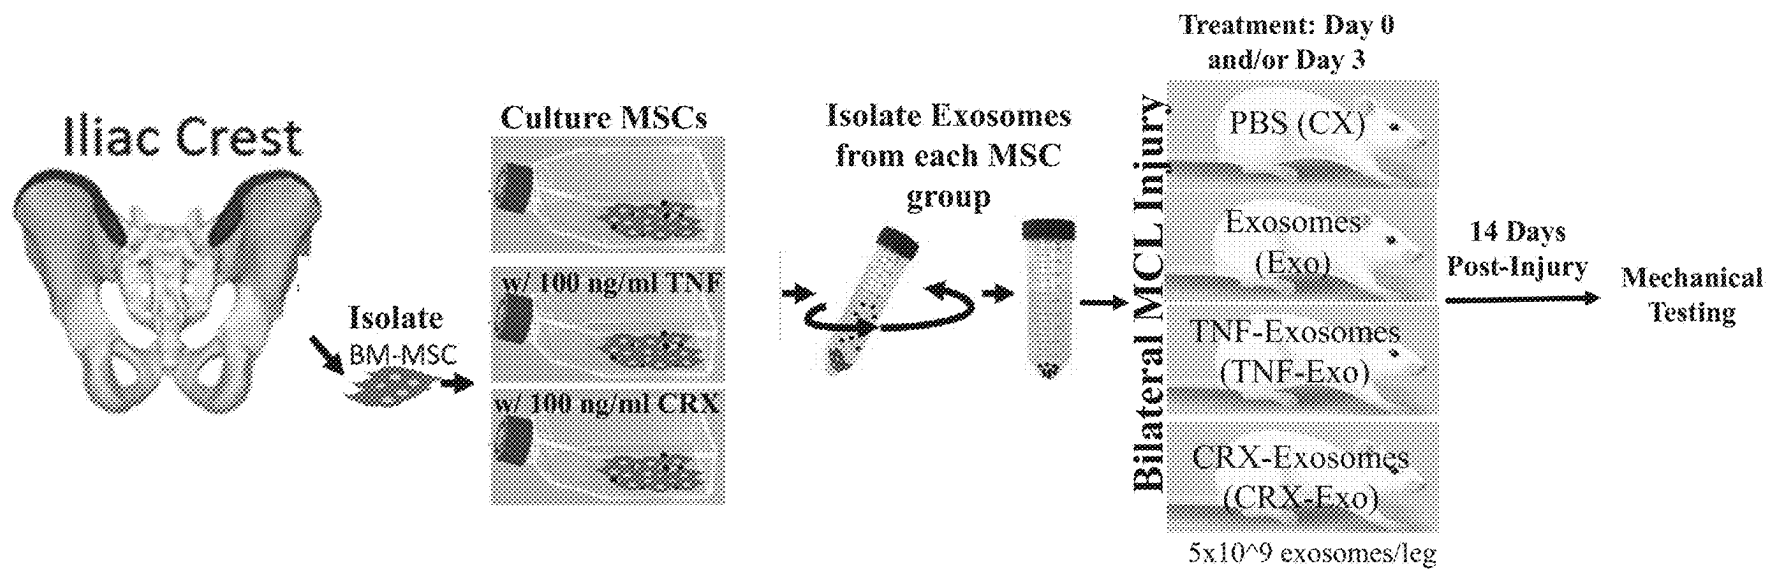 Iliac Crest
Isolate
BM-MSC
Culture MSCs
w/ 100 ng/ml TNF
w/ 100 ng/ml CRX
Isolate Exosomes
from each MSC
group
Bilateral MCL Injury
Treatment: Day 0
and/or Day 3
PBS (CX)
Exosomes
(Exo)
TNF-Exosomes
(TNF-Exo)
CRX-Exosomes
(CRX-Exo)
5x10^9 exosomes/leg
14 Days
Post-Injury
Mechanical
Testing